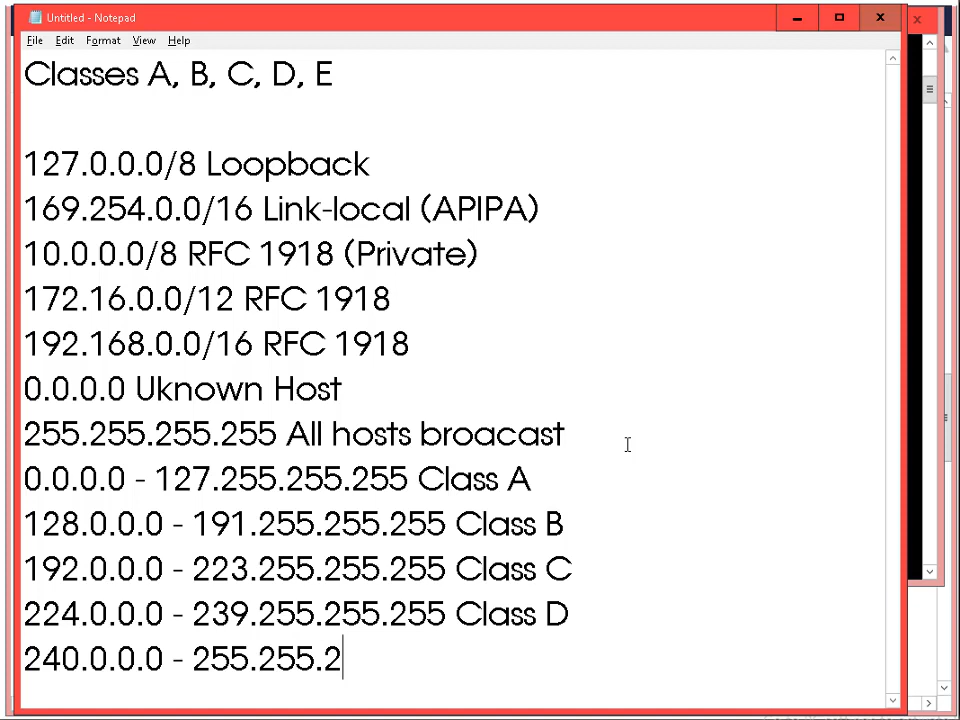 Untitled - Notepad
File Edit Format View Help
Classes A, B, C, D, E
127.0.0.0/8 Loopback
169.254.0.0/16 Link-local (APIPA)
10.0.0.0/8 RFC 1918 (Private)
172.16.0.0/12 RFC 1918
192.168.0.0/16 RFC 1918
0.0.0.0 Uknown Host
255.255.255.255 All hosts broacast
0.0.0.0 - 127.255.255.255 Class A
128.0.0.0 - 191.255.255.255 Class B
192.0.0.0 - 223.255.255.255 Class C
224.0.0.0 - 239.255.255.255 Class D
240.0.0.0 - 255.255.2